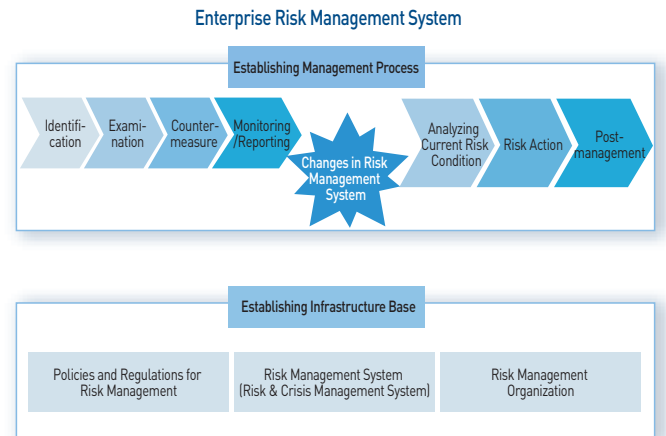 Enterprise Risk Management System
Establishing Management Process
Identifi-
cation
Exami-
nation
Counter-
measure
Monitoring
/Reporting
Changes in Risk
Management
System
Analyzing
Current Risk
Condition
Risk Action
Post-
management
Establishing Infrastructure Base
Policies and Regulations for
Risk Management
Risk Management System
(Risk & Crisis Management System)
Risk Management
Organization